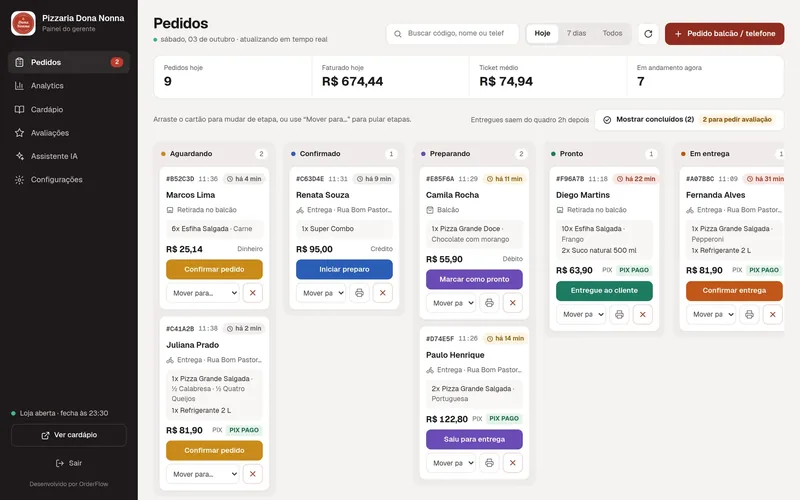 Pizzaria Dona Nonna
Painel do gerente
Pedidos
2
Analytics
Cardápio
Avaliações
Assistente IA
Configurações
Loja aberta · fecha às 23:30
Ver cardápio
Sair
Desenvolvido por OrderFlow
Pedidos
sábado, 03 de outubro · atualizando em tempo real
Buscar código, nome ou telef
Hoje
7 dias
Todos
+ Pedido balcão / telefone
Pedidos hoje
9
Faturado hoje
R$ 674,44
Ticket médio
R$ 74,94
Em andamento agora
7
Arraste o cartão para mudar de etapa, ou use “Mover para…” para pular etapas.
Entregues saem do quadro 2h depois
Mostrar concluídos (2)
2 para pedir avaliação
Aguardando 2
#B52C3D 11:36 há 4 min
Marcos Lima
Retirada no balcão
6x Esfiha Salgada · Carne
R$ 25,14 Dinheiro
Confirmar pedido
Mover para…
#C41A2B 11:38 há 2 min
Juliana Prado
Entrega · Rua Bom Pastor…
1x Pizza Grande Salgada ·
½ Calabresa · ½ Quatro
Queijos
1x Refrigerante 2 L
R$ 81,90 PIX PIX PAGO
Confirmar pedido
Mover para…
Confirmado 1
#C63D4E 11:31 há 9 min
Renata Souza
Entrega · Rua Bom Pastor…
1x Super Combo
R$ 95,00 Crédito
Iniciar preparo
Mover pa
Preparando 2
#E85F6A 11:29 há 11 min
Camila Rocha
Balcão
1x Pizza Grande Doce ·
Chocolate com morango
R$ 55,90 Débito
Marcar como pronto
Mover pa
#D74E5F 11:26 há 14 min
Paulo Henrique
Entrega · Rua Bom Pastor…
2x Pizza Grande Salgada ·
Portuguesa
R$ 122,80 PIX PIX PAGO
Saiu para entrega
Mover pa
Pronto 1
#F96A7B 11:18 há 22 min
Diego Martins
Retirada no balcão
10x Esfiha Salgada ·
Frango
2x Suco natural 500 ml
R$ 63,90 PIX PIX PAGO
Entregue ao cliente
Mover pa
Em entrega 1
#A07B8C 11:09 há 31 min
Fernanda Alves
Entrega · Rua Bom Pastor…
1x Pizza Grande Salgada ·
Pepperoni
1x Refrigerante 2 L
R$ 81,90 PIX PIX PAGO
Confirmar entrega
Mover pa